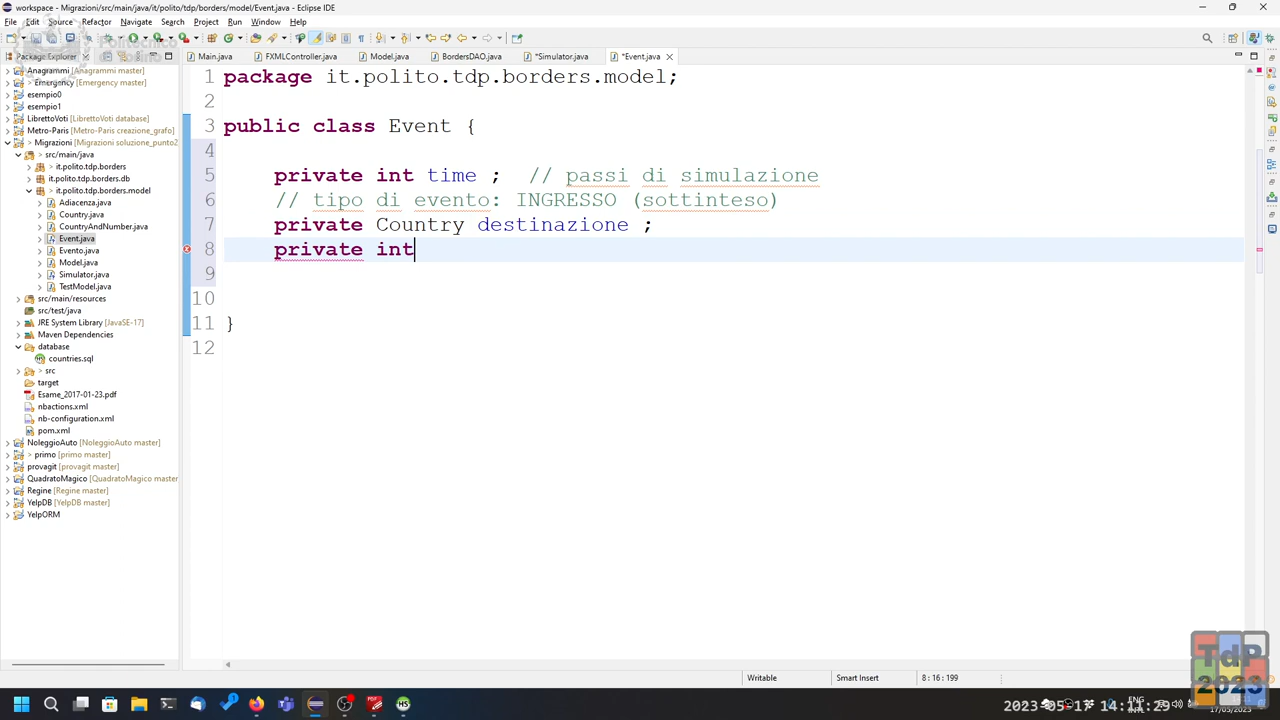 workspace - Migrazioni/src/main/java/it/polito/tdp/borders/model/Event.java - Eclipse IDE
File Edit Source Refactor Navigate Search Project Run Window Help
Package Explorer
Main.java
FXMLController.java
Model.java
BordersDAO.java
*Simulator.java
*Event.java
Anagrammi [Anagrammi master]
> Emergency [Emergency master]
esempio0
esempio1
LibrettoVoti [LibrettoVoti database]
Metro-Paris [Metro-Paris creazione_grafo]
> Migrazioni [Migrazioni soluzione_punto2
> src/main/java
> it.polito.tdp.borders
it.polito.tdp.borders.db
> it.polito.tdp.borders.model
Adiacenza.java
Country.java
CountryAndNumber.java
Event.java
Evento.java
Model.java
Simulator.java
TestModel.java
src/main/resources
src/test/java
JRE System Library [JavaSE-17]
Maven Dependencies
database
countries.sql
src
target
Esame_2017-01-23.pdf
nbactions.xml
nb-configuration.xml
pom.xml
NoleggioAuto [NoleggioAuto master]
> primo [primo master]
provagit [provagit master]
QuadratoMagico [QuadratoMagico master
Regine [Regine master]
YelpDB [YelpDB master]
YelpORM
1 package it.polito.tdp.borders.model;
2
3 public class Event {
4
5 private int time ; // passi di simulazione
6 // tipo di evento: INGRESSO (sottinteso)
7 private Country destinazione ;
8 private int
9
10
11 }
12
Writable
Smart Insert
8 : 16 : 199
TdP
2023
ENG
2023-05-17 14:11:29